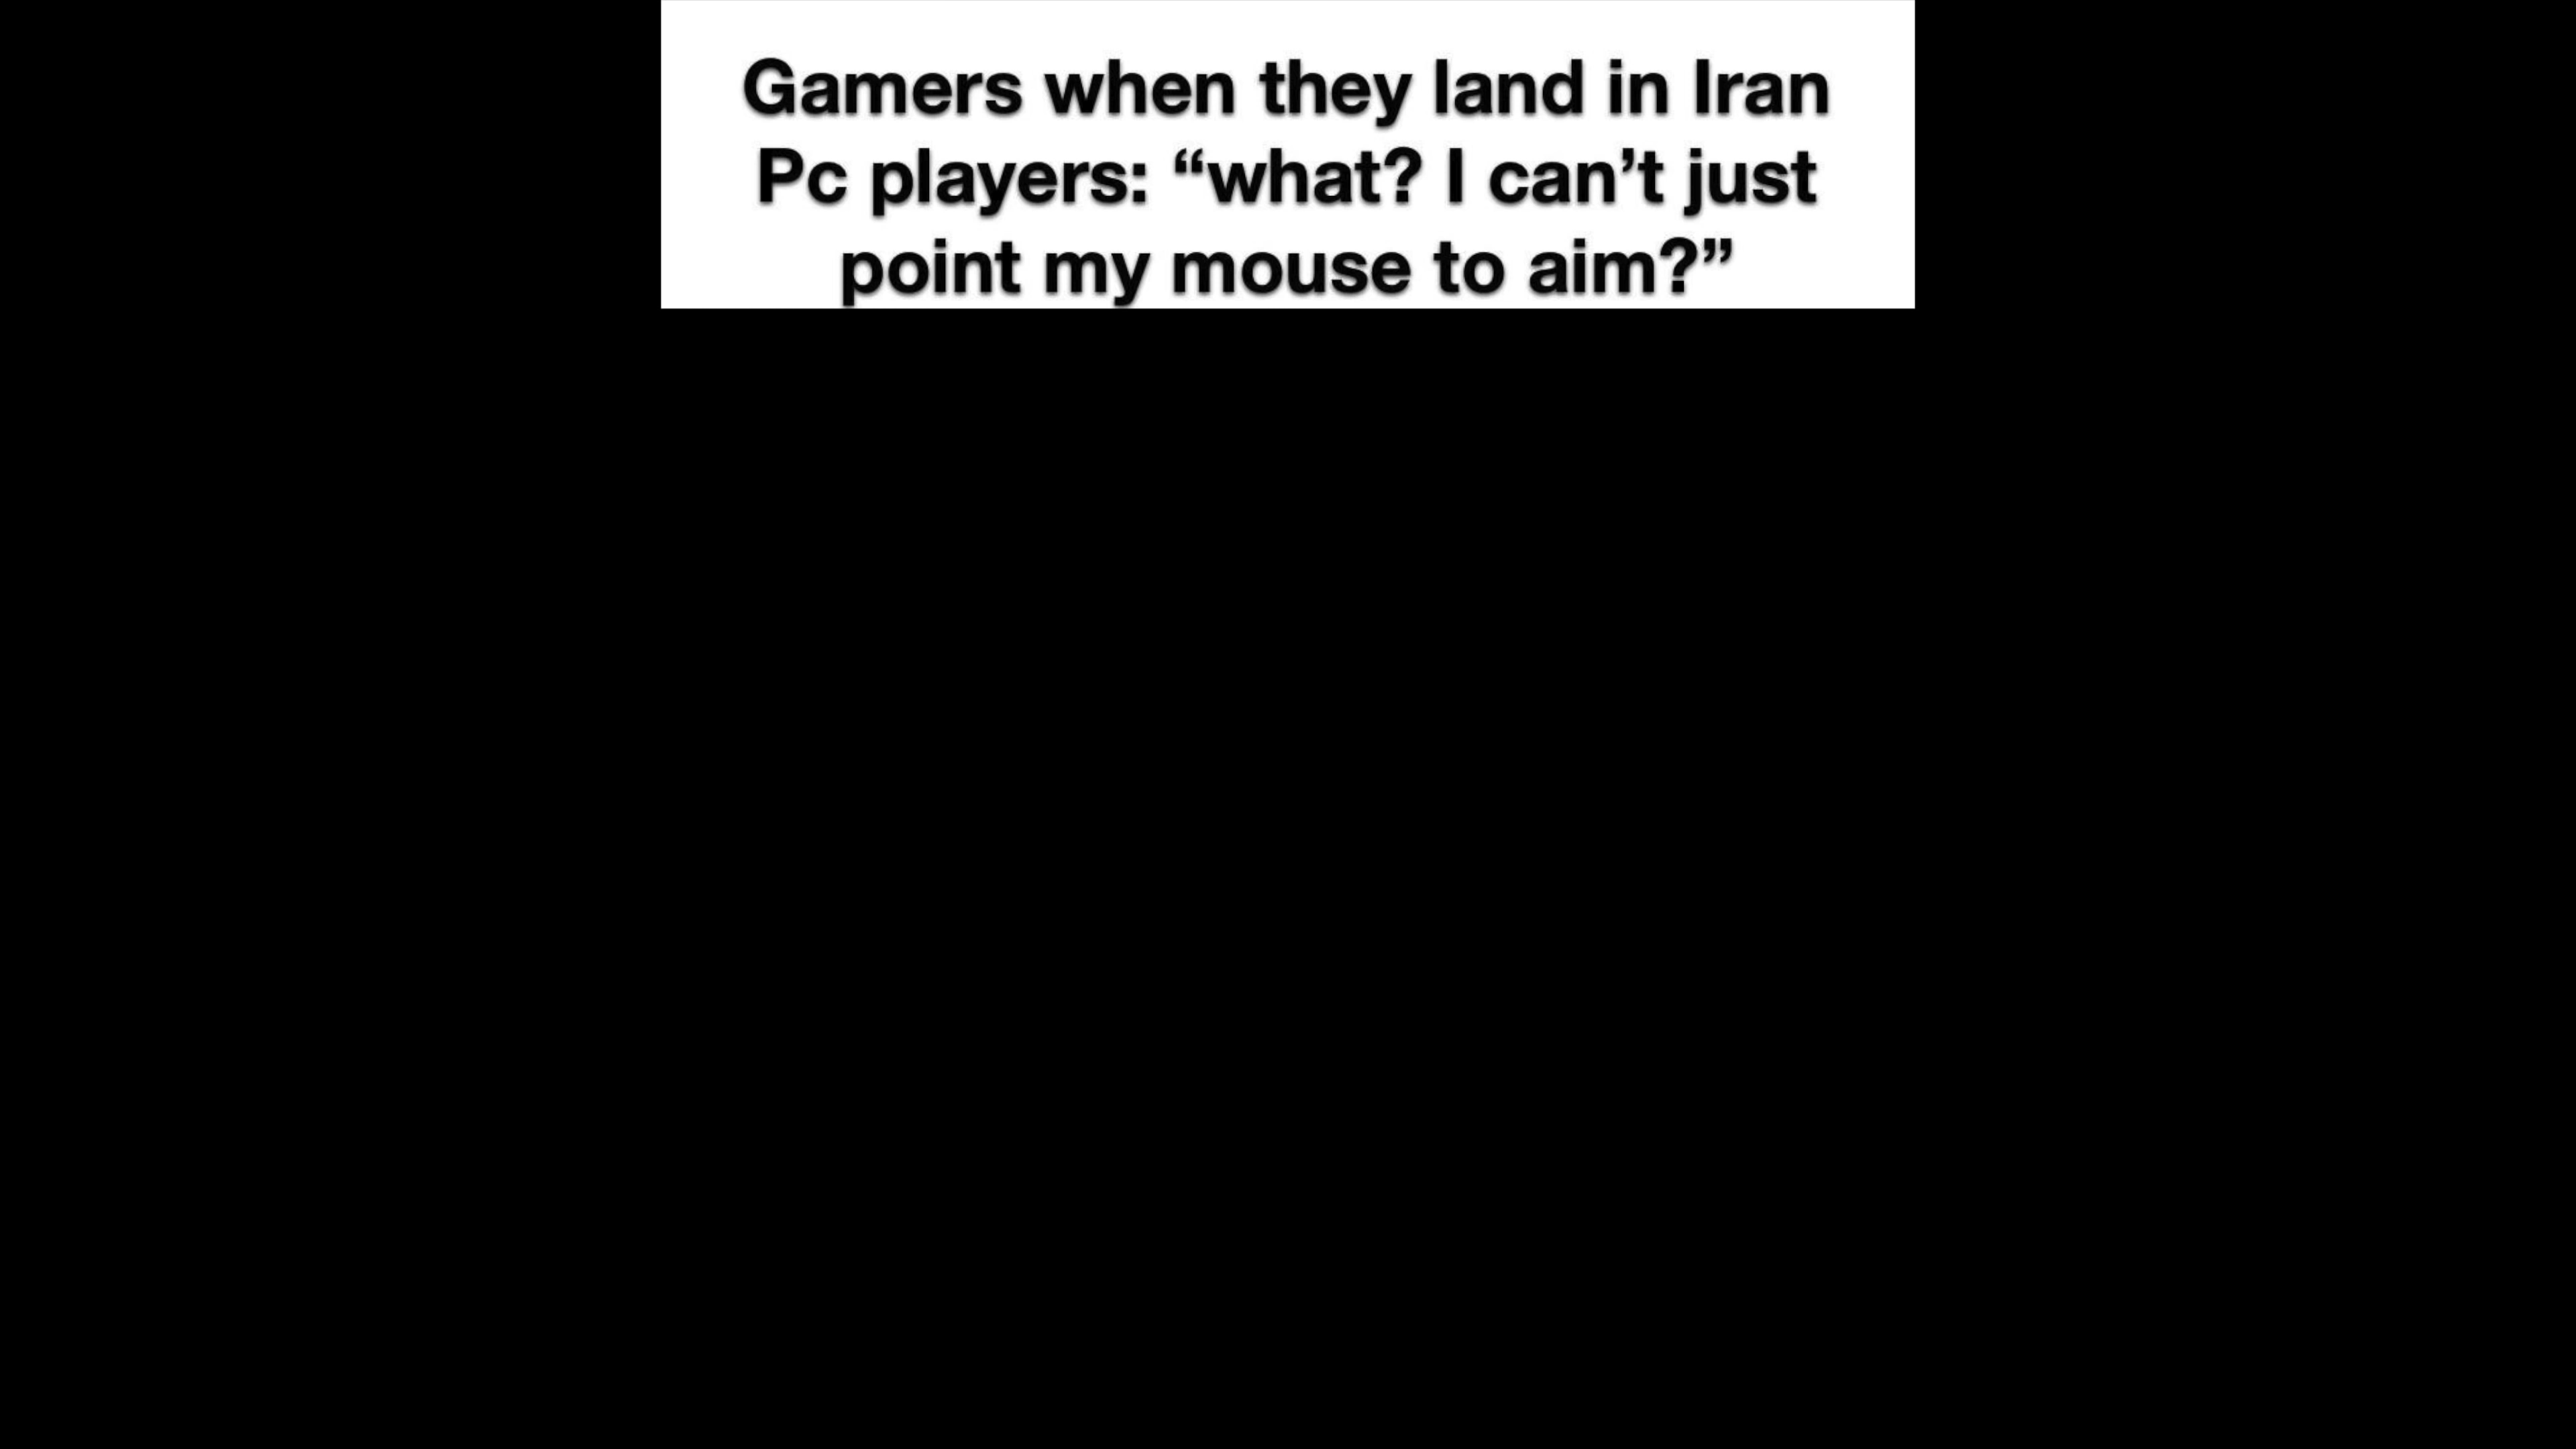 Gamers when they land in Iran
Pc players: “what? I can’t just
point my mouse to aim?”